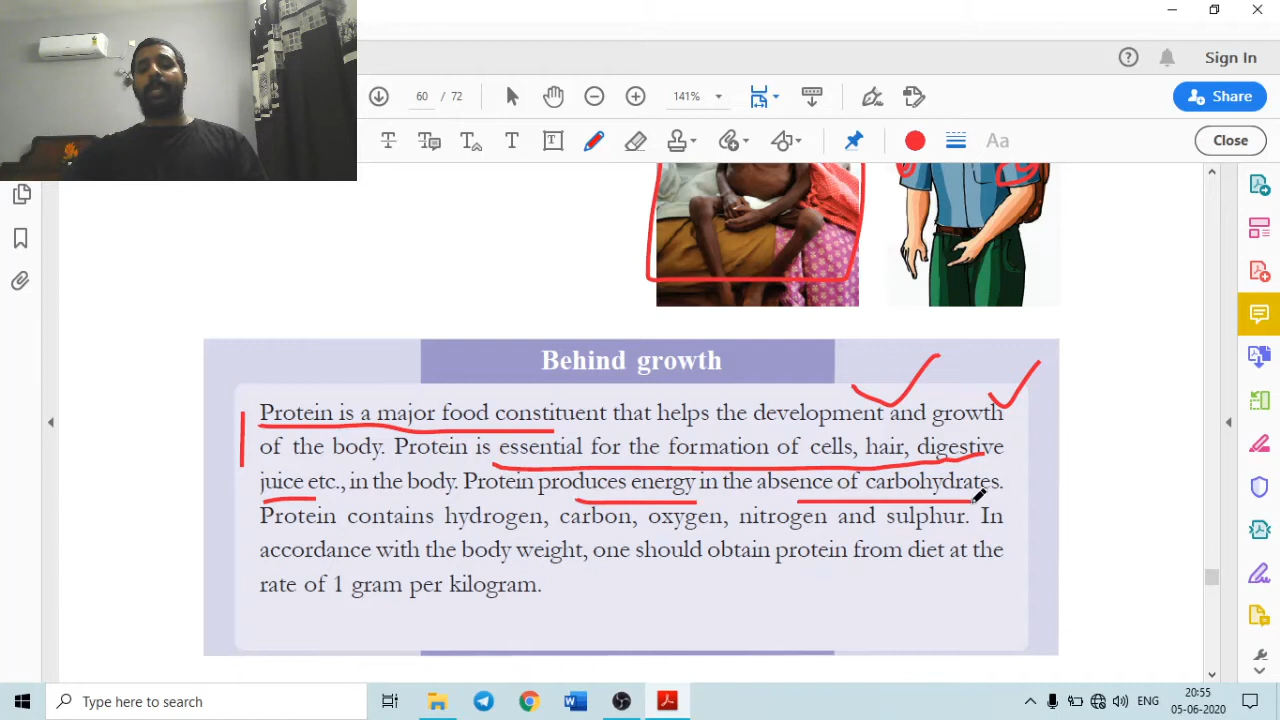 Sign In
60 / 72
141%
Share
T T T T T
Aa
Close
Behind growth
Protein is a major food constituent that helps the development and growth
of the body. Protein is essential for the formation of cells, hair, digestive
juice etc., in the body. Protein produces energy in the absence of carbohydrates.
Protein contains hydrogen, carbon, oxygen, nitrogen and sulphur. In
accordance with the body weight, one should obtain protein from diet at the
rate of 1 gram per kilogram.
Type here to search
ENG
20:55
05-06-2020